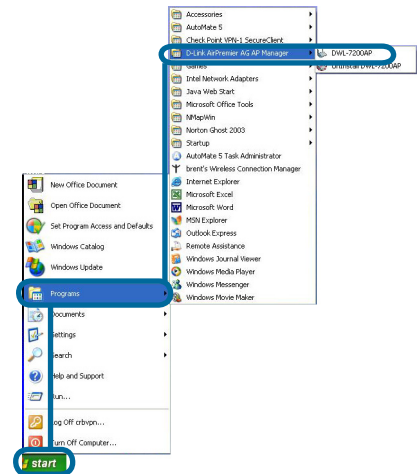 Accessories
AutoMate 5
Check Point VPN-1 SecureClient
D-Link AirPremier AG AP Manager
DWL-7200AP
Games
Uninstall DWL-7200AP
Intel Network Adapters
Java Web Start
Microsoft Office Tools
NMapWin
Norton Ghost 2003
Startup
AutoMate 5 Task Administrator
brent's Wireless Connection Manager
Internet Explorer
Microsoft Excel
Microsoft Word
MSN Explorer
Outlook Express
Remote Assistance
Windows Journal Viewer
Windows Media Player
Windows Messenger
Windows Movie Maker
New Office Document
Open Office Document
Set Program Access and Defaults
Windows Catalog
Windows Update
Programs
Documents
Settings
Search
Help and Support
Run...
Log Off crbvpn...
Turn Off Computer...
start